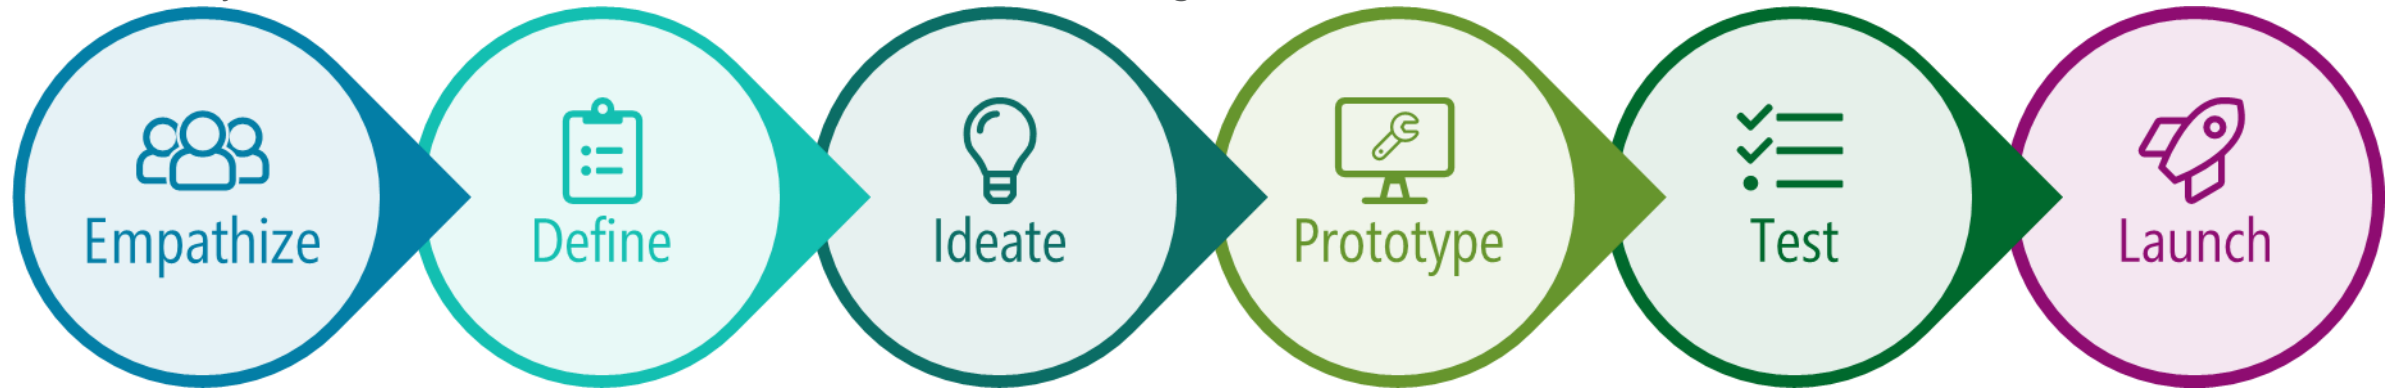 Empathize
Define
Ideate
Prototype
Test
Launch